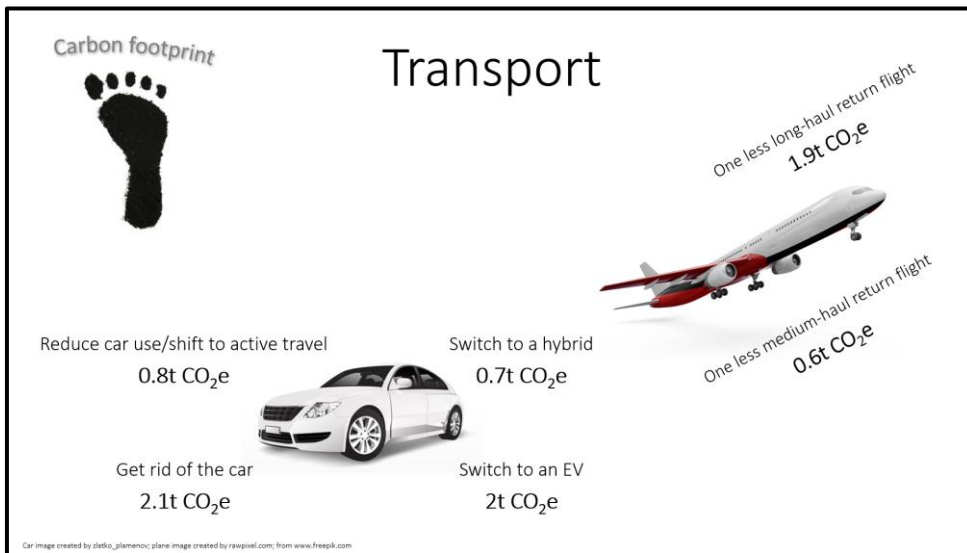 Carbon footprint
Transport
One less long-haul return flight
1.9t CO₂e
One less medium-haul return flight
0.6t CO₂e
Reduce car use/shift to active travel
0.8t CO₂e
Switch to a hybrid
0.7t CO₂e
Get rid of the car
2.1t CO₂e
Switch to an EV
2t CO₂e
Car image created by zlatko_plamenov; plane image created by rawpixel.com; from www.freepik.com